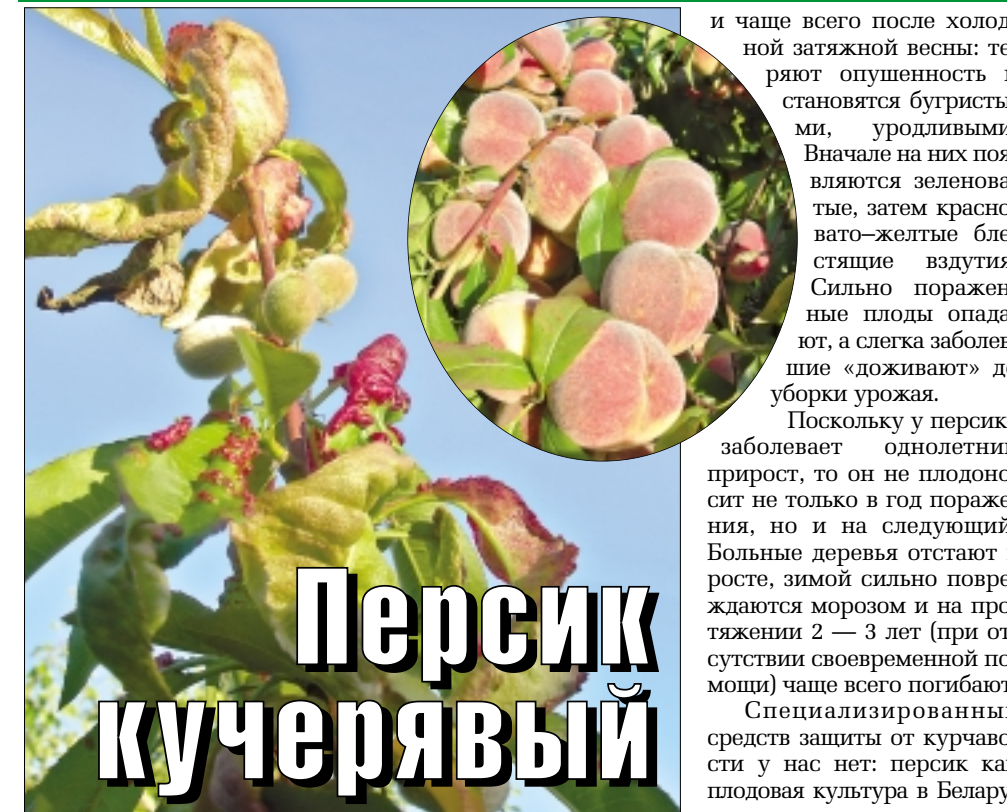 Персик
кучерявый
и чаще всего после холод
ной затяжной весны: те
ряют опушенность
становятся бугристы
ми, уродливыми
Вначале на них поя
вляются зеленова
тые, затем красно
вато–желтые бле
стящие вздутия
Сильно поражен
ные плоды опада
ют, а слегка заболев
шие «доживают» д
уборки урожая.
Поскольку у персик
заболевает однолетни
прирост, то он не плодоно
сит не только в год пораже
ния, но и на следующий
Больные деревья отстают
росте, зимой сильно повре
ждаются морозом и на про
тяжении 2 — 3 лет (при от
сутствии своевременной по
мощи) чаще всего погибают
Специализированны
средств защиты от курчаво
сти у нас нет: персик ка
плодовая культура в Белару